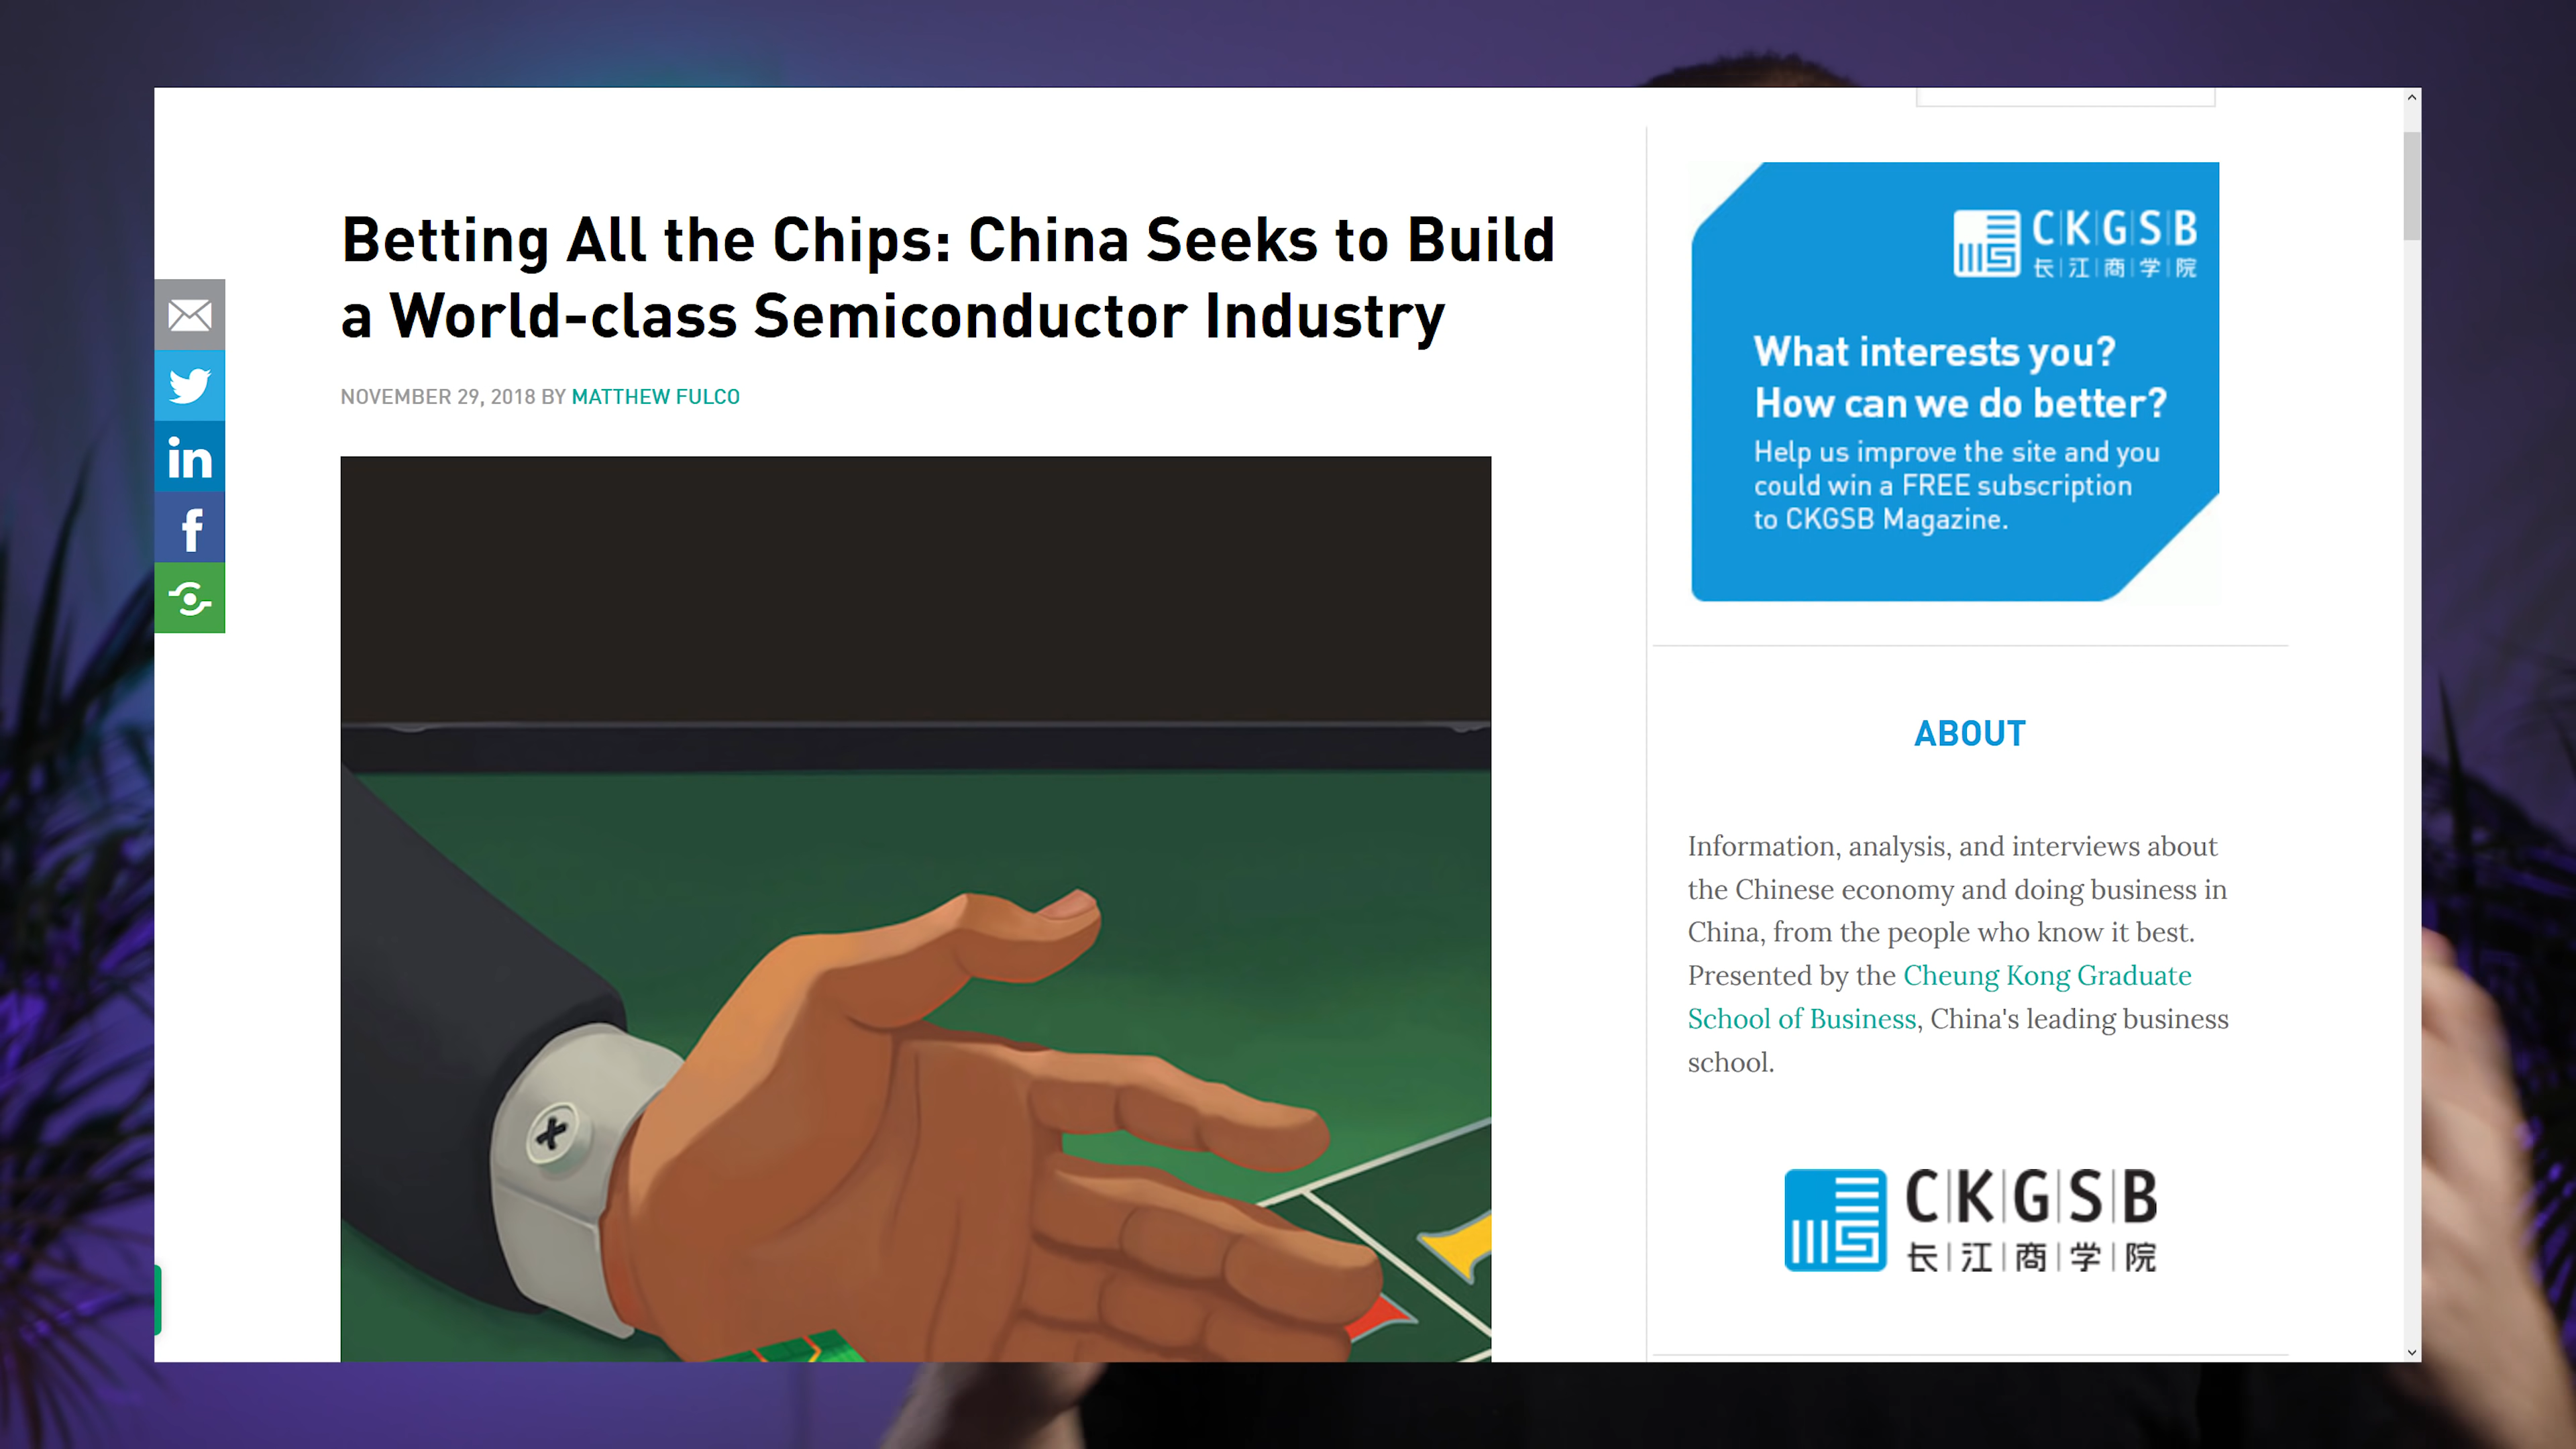 Betting All the Chips: China Seeks to Build
a World-class Semiconductor Industry
NOVEMBER 29, 2018 BY MATTHEW FULCO
in
f
C|K|G|S|B
长|江|商|学|院
What interests you?
How can we do better?
Help us improve the site and you
could win a FREE subscription
to CKGSB Magazine.
ABOUT
Information, analysis, and interviews about
the Chinese economy and doing business in
China, from the people who know it best.
Presented by the Cheung Kong Graduate
School of Business, China's leading business
school.
C|K|G|S|B
长|江|商|学|院